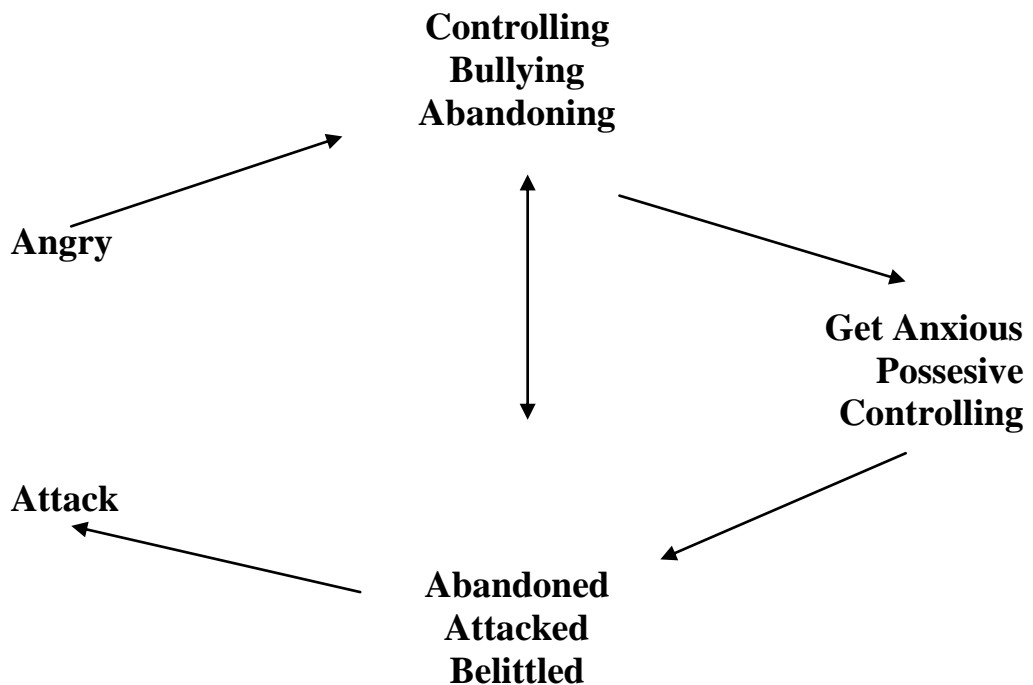 Controlling
Bullying
Abandoning
Angry
Get Anxious
Possesive
Controlling
Attack
Abandoned
Attacked
Belittled